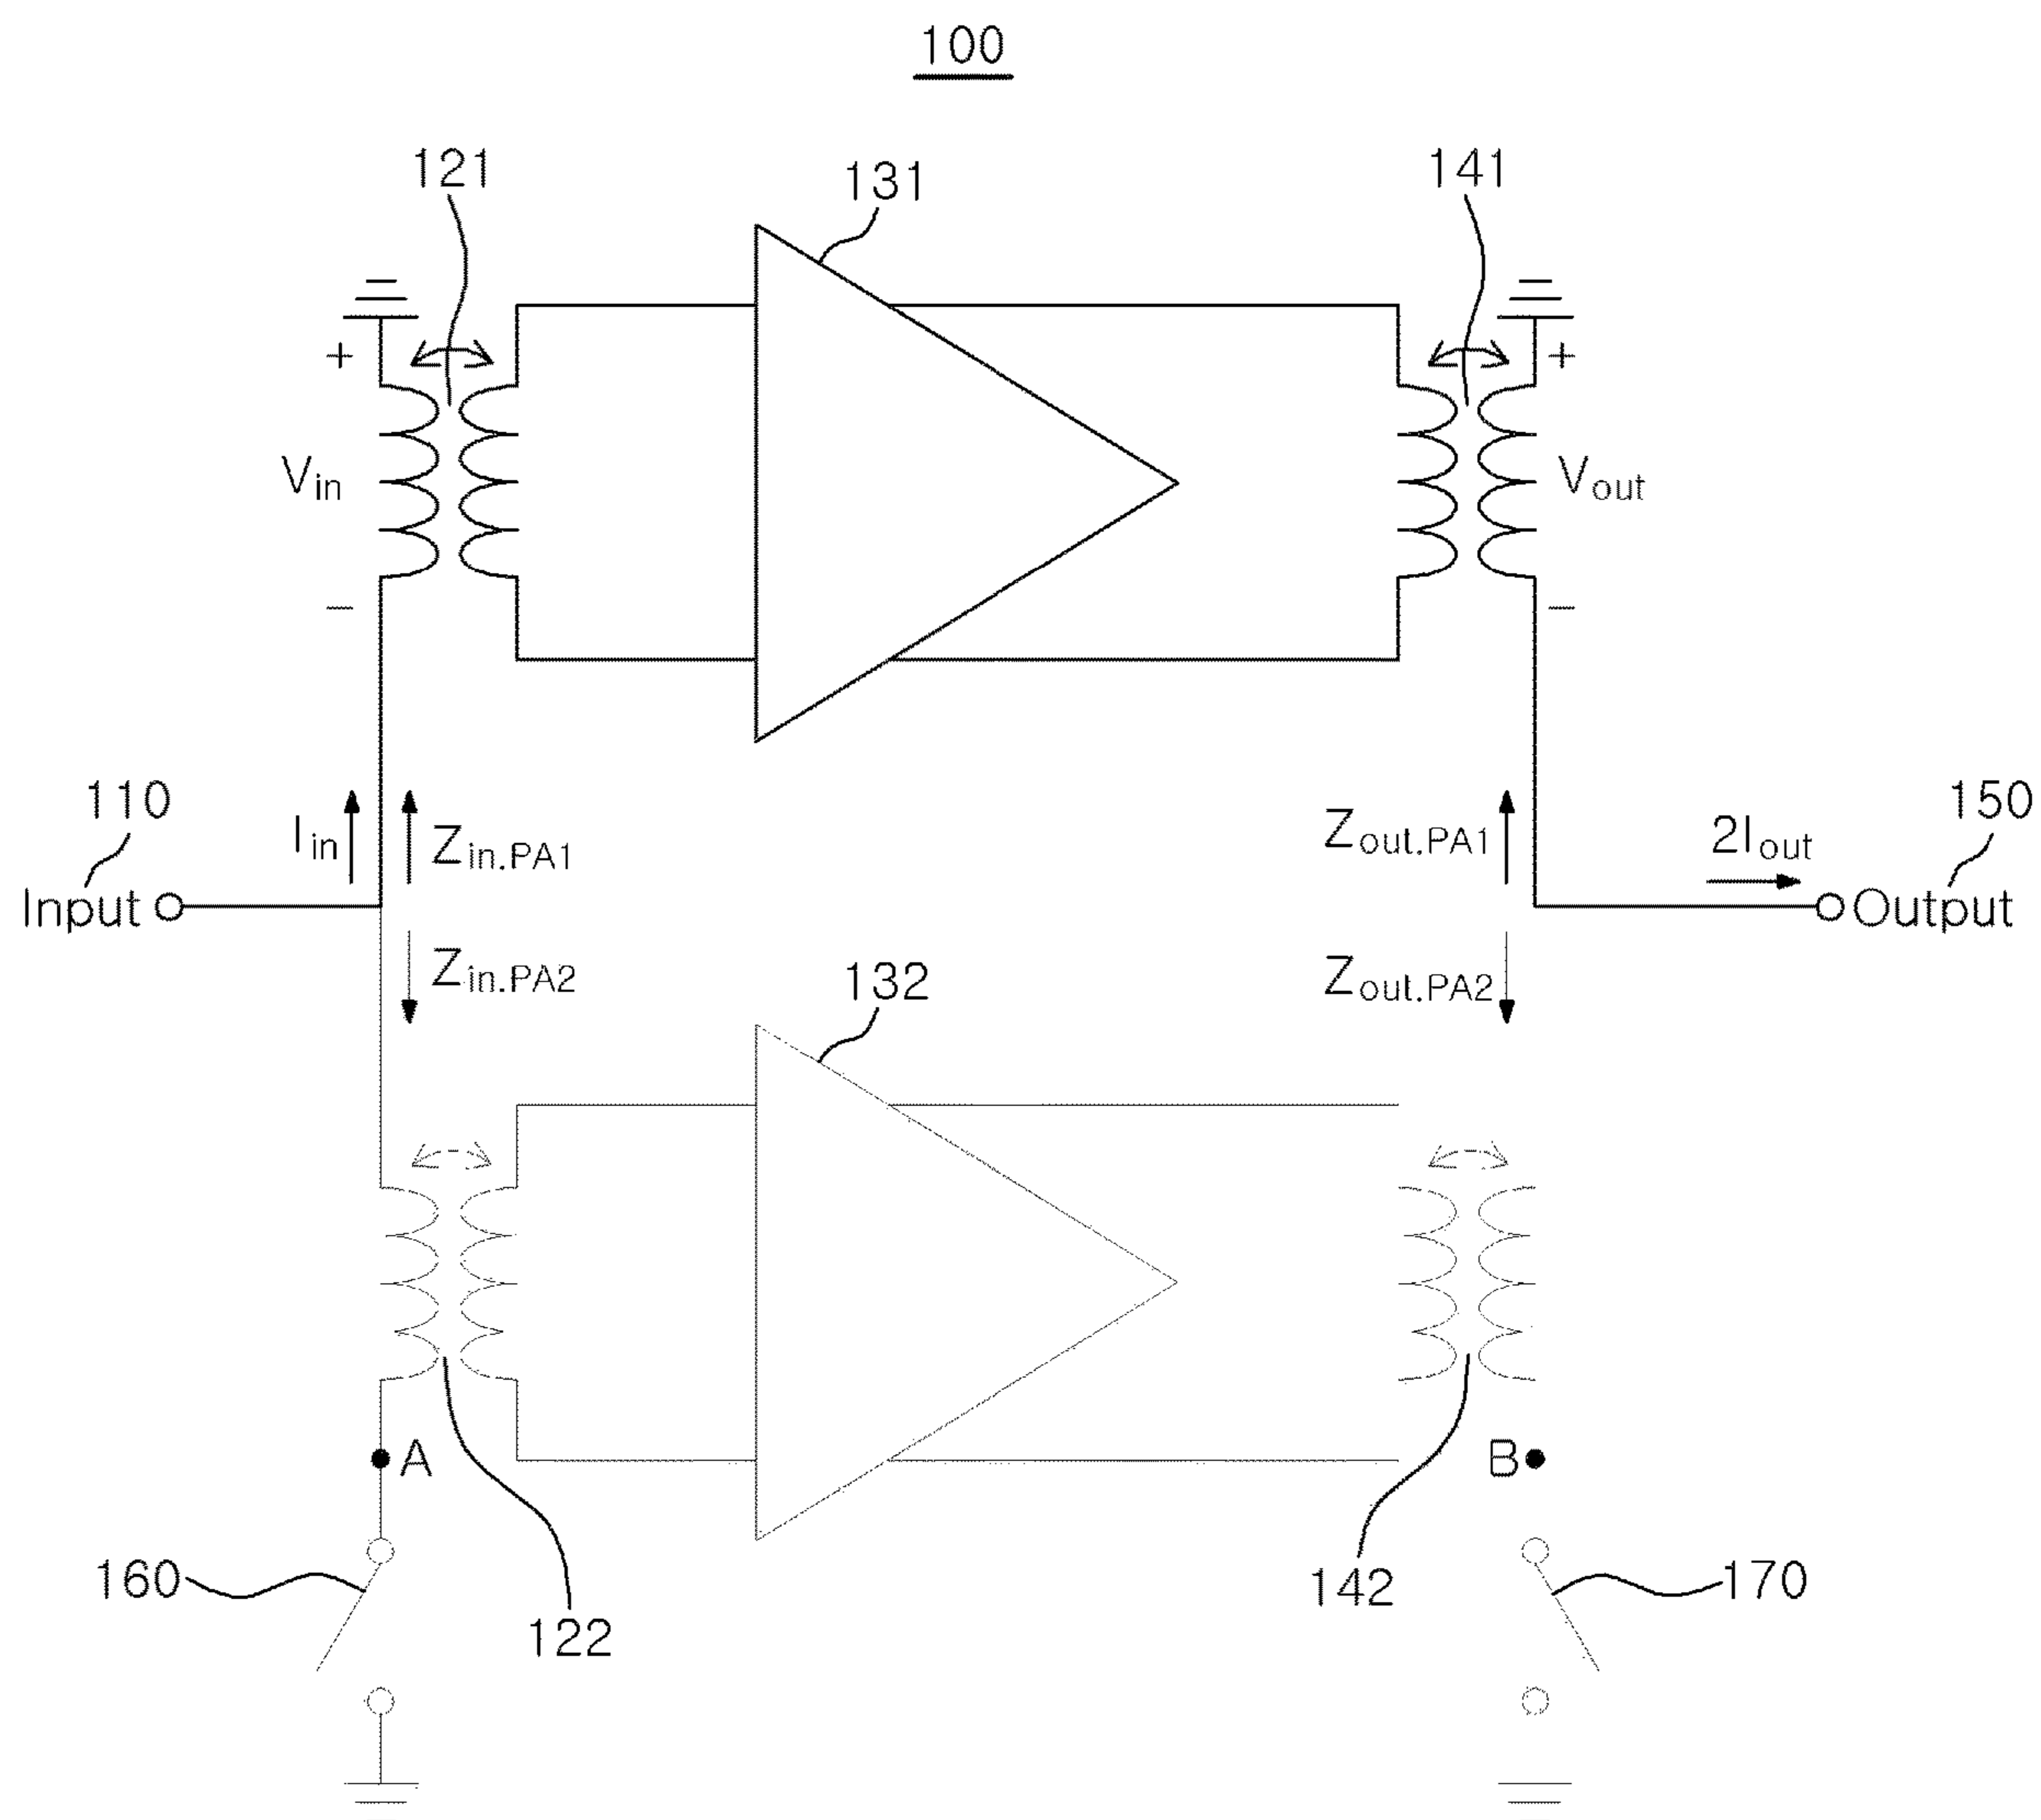 100
121
131
141
+
+
Vin
Vout
−
−
110
Iin
Zin.PA1
Zout.PA1
2Iout
150
Input
Output
Zin.PA2
132
Zout.PA2
A
B
160
122
142
170